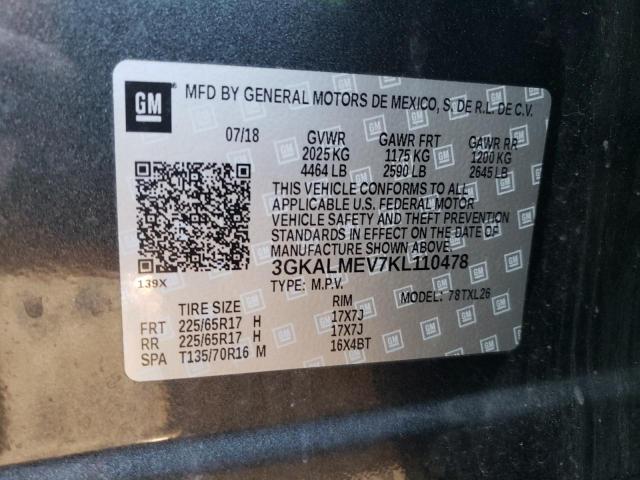 GM
MFD BY GENERAL MOTORS DE MEXICO, S. DE R.L. DE C.V.
07/18 GVWR GAWR FRT GAWR RR
2025 KG 1175 KG 1200 KG
4464 LB 2590 LB 2645 LB
THIS VEHICLE CONFORMS TO ALL
APPLICABLE U.S. FEDERAL MOTOR
VEHICLE SAFETY AND THEFT PREVENTION
STANDARDS IN EFFECT ON THE DATE OF
MANUFACTURE SHOWN ABOVE.
3GKALMEV7KL110478
139X TYPE: M.P.V. MODEL: 78TXL26
TIRE SIZE RIM
FRT 225/65R17 H 17X7J
RR 225/65R17 H 17X7J
SPA T135/70R16 M 16X4BT